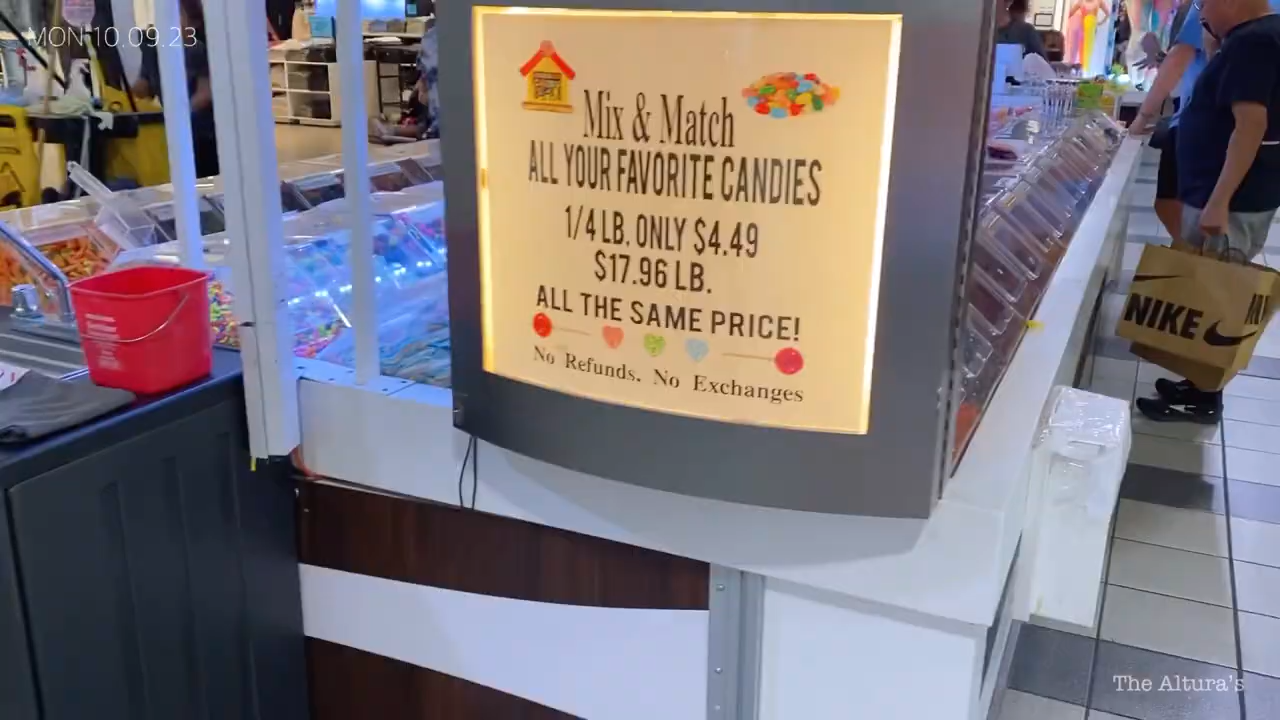 MON 10.09.23
Mix & Match
ALL YOUR FAVORITE CANDIES
1/4 LB. ONLY $4.49
$17.96 LB.
ALL THE SAME PRICE!
No Refunds. No Exchanges
NIKE
The Altura's